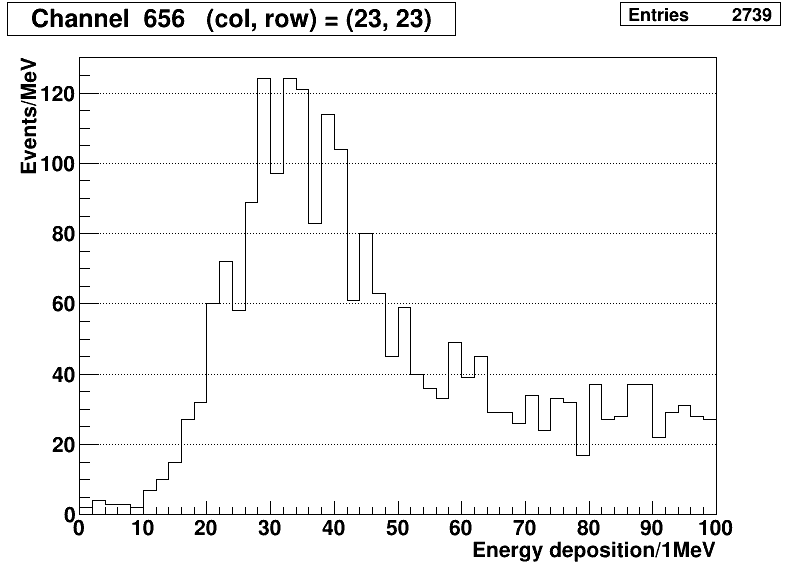 Channel 656 (col, row) = (23, 23)
Entries 2739
Events/MeV
120
100
80
60
40
20
0
0 10 20 30 40 50 60 70 80 90 100
Energy deposition/1MeV